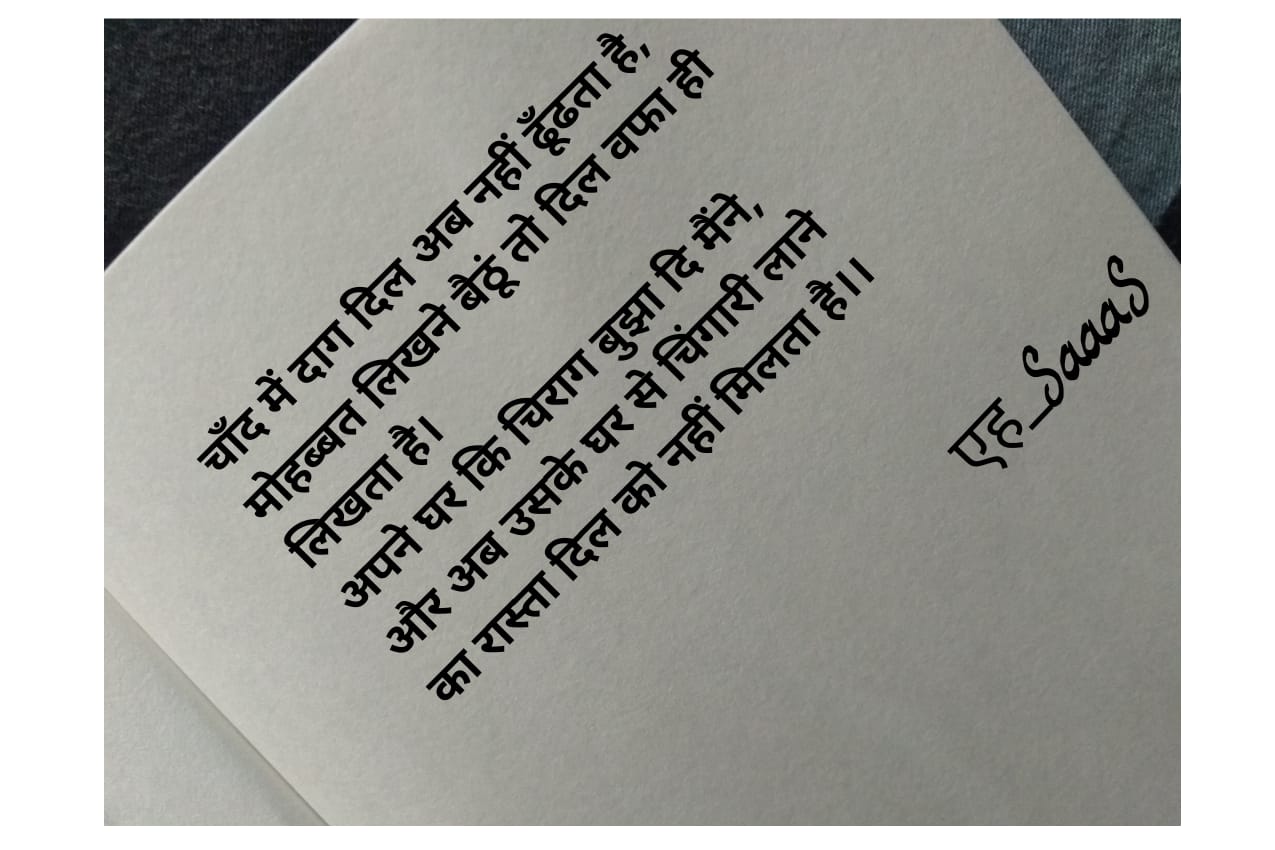 चाँद में दाग दिल अब नहीं ढूँढता है,
मोहब्बत लिखने बैठूं तो दिल वफा ही
लिखता है।
अपने घर कि चिराग बुझा दि मैंने,
और अब उसके घर से चिंगारी लाने
का रास्ता दिल को नहीं मिलता है।।
एह_SaaaS